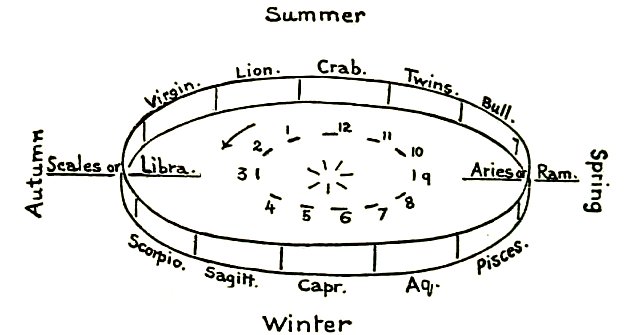 Summer
Virgin. Lion. Crab. Twins. Bull.
Autumn
Scales or Libra.
Aries or Ram.
Spring
12
1 11
2 10
3 9
4 8
5 6 7
Scorpio. Sagitt. Capr. Aq. Pisces.
Winter